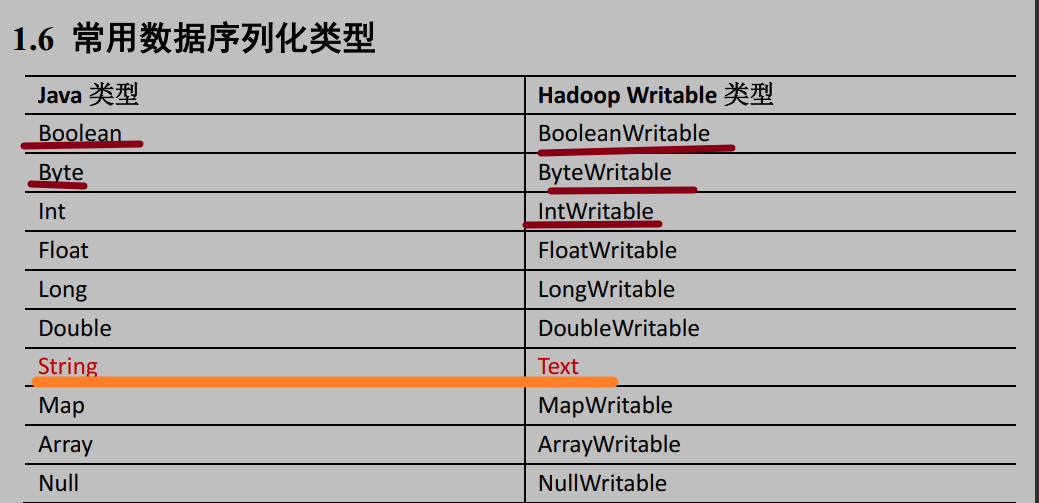 1.6 常用数据序列化类型
Java 类型 Hadoop Writable 类型
Boolean BooleanWritable
Byte ByteWritable
Int IntWritable
Float FloatWritable
Long LongWritable
Double DoubleWritable
String Text
Map MapWritable
Array ArrayWritable
Null NullWritable